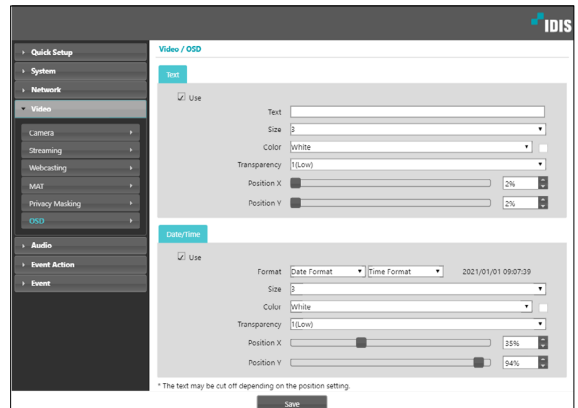 IDIS
Quick Setup
System
Network
Video
Camera
Streaming
Webcasting
MAT
Privacy Masking
OSD
Audio
Event Action
Event
Video / OSD
Text
Use
Text
Size 3
Color White
Transparency 1(Low)
Position X 2%
Position Y 2%
Date/Time
Use
Format Date Format Time Format 2021/01/01 09:07:39
Size 3
Color White
Transparency 1(Low)
Position X 35%
Position Y 94%
* The text may be cut off depending on the position setting.
Save